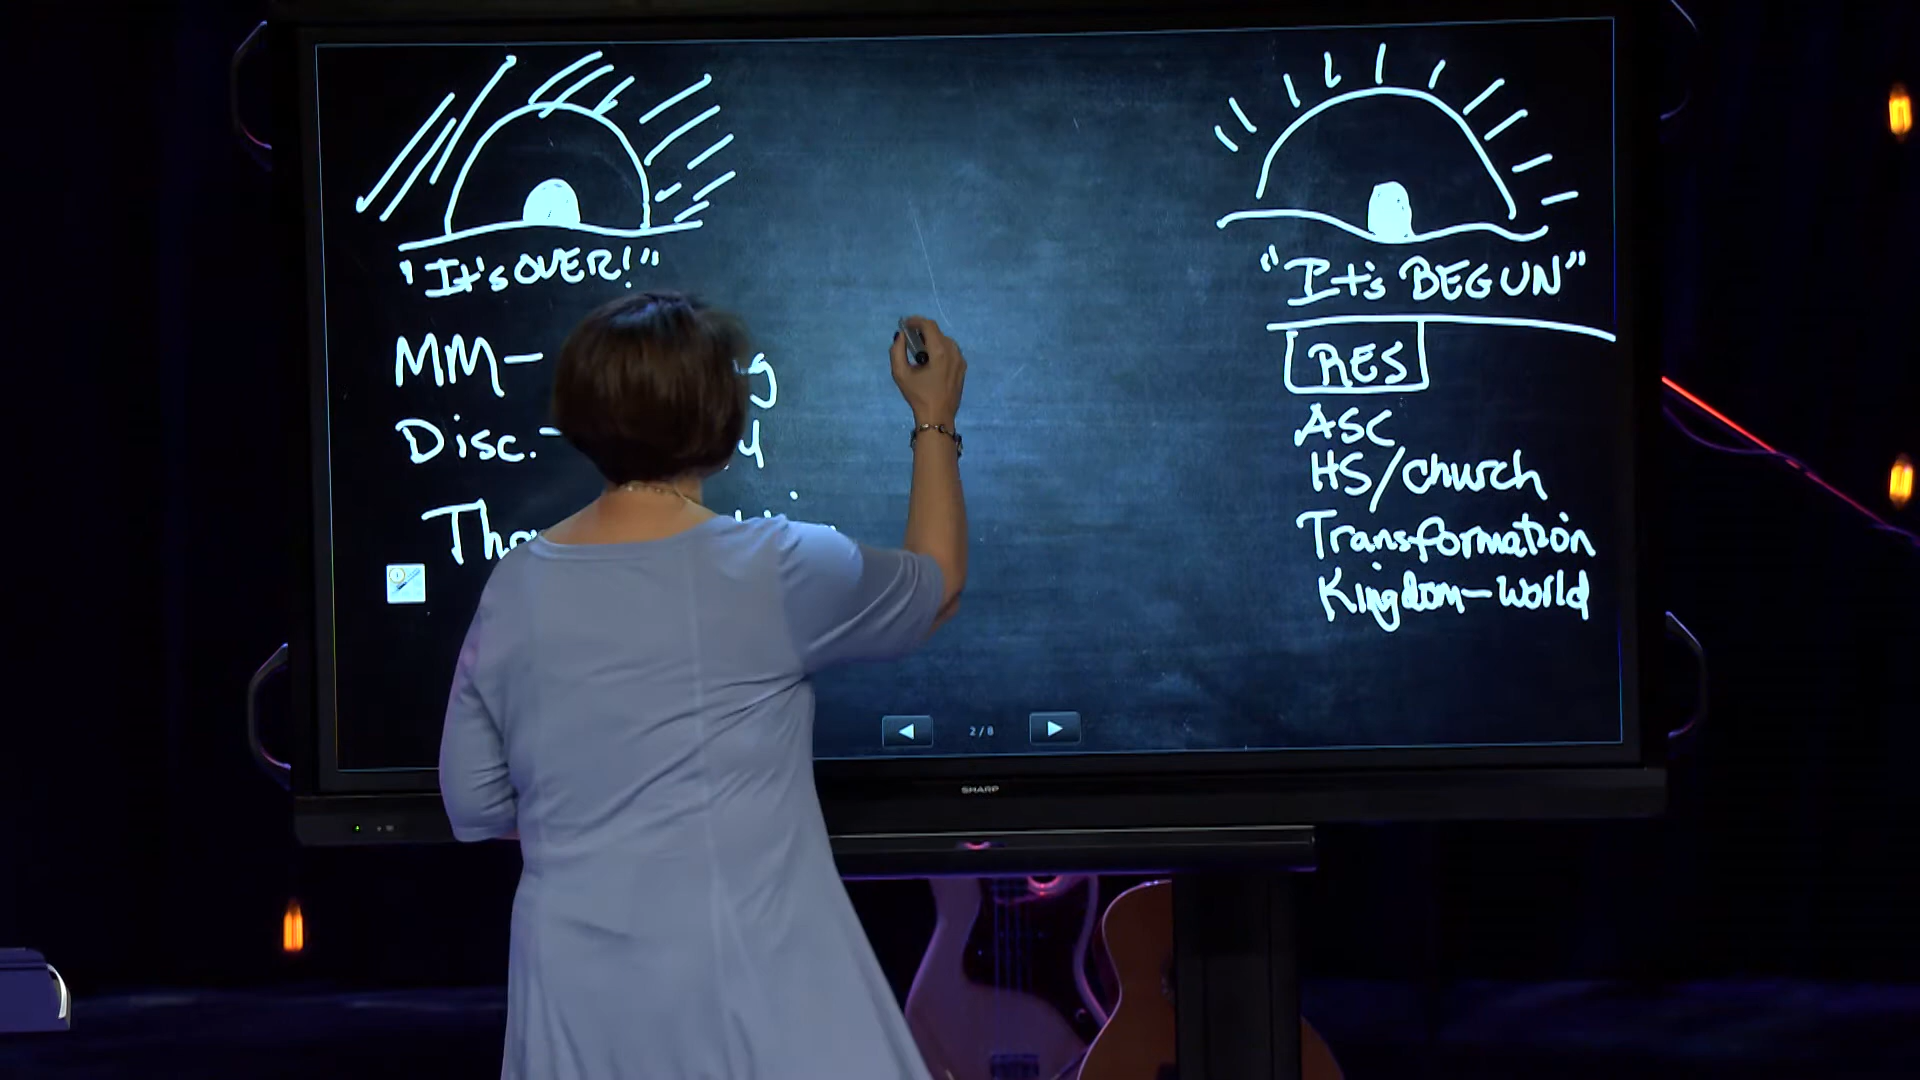 "It's OVER!"
MM-
Disc. -
"It's BEGUN"
RES
ASC
HS/church
Transformation
Kingdom-world
2/8
SHARP